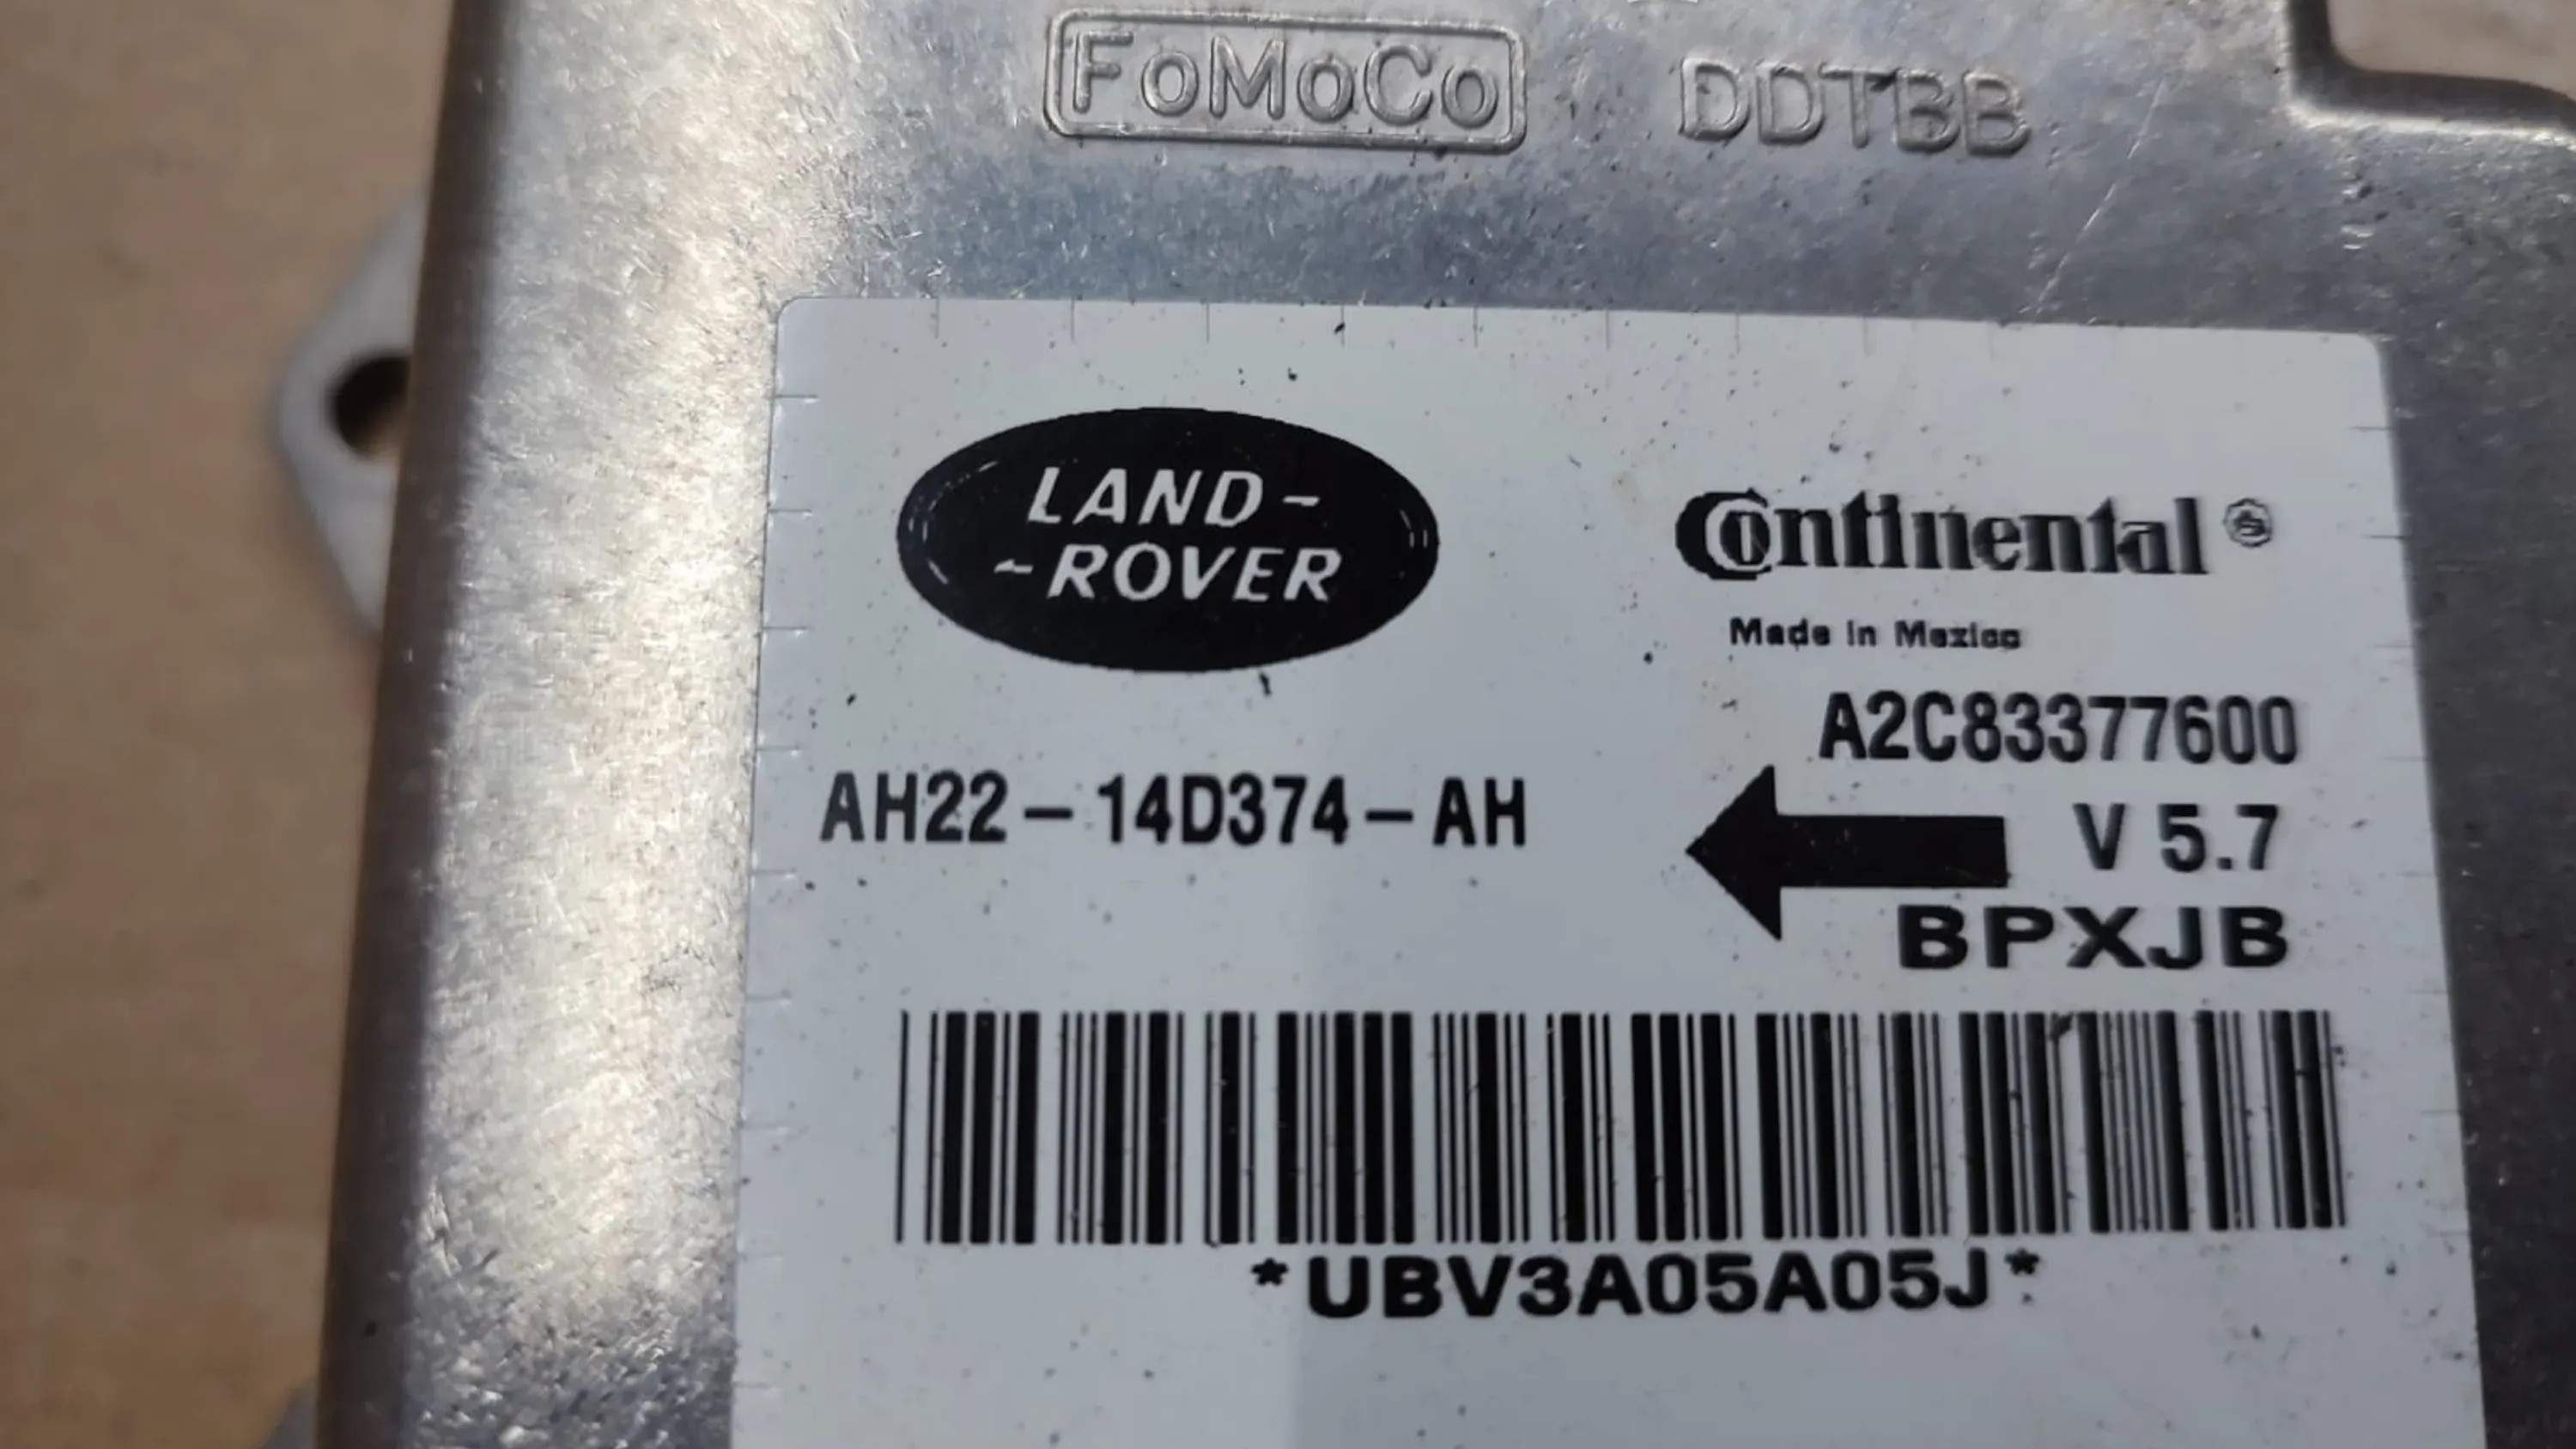 FoMoCo DDTBB
LAND-
-ROVER
Continental
Made in Mexico
A2C83377600
AH22-14D374-AH
V 5.7
BPXJB
*UBV3A05A05J*